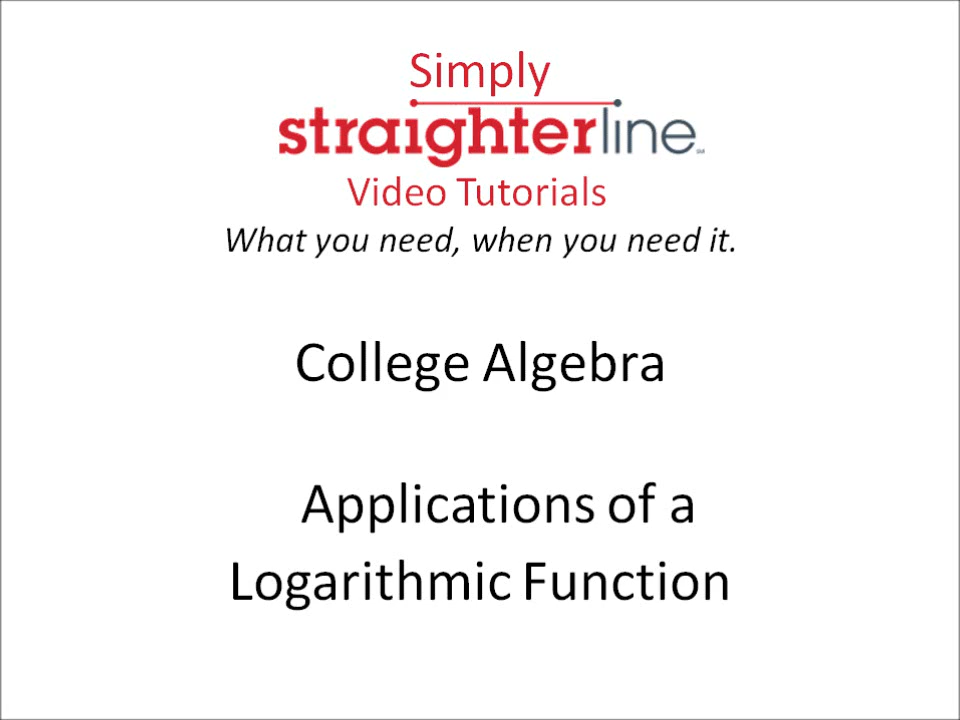 Simply
straighterline
Video Tutorials
What you need, when you need it.
College Algebra
Applications of a
Logarithmic Function